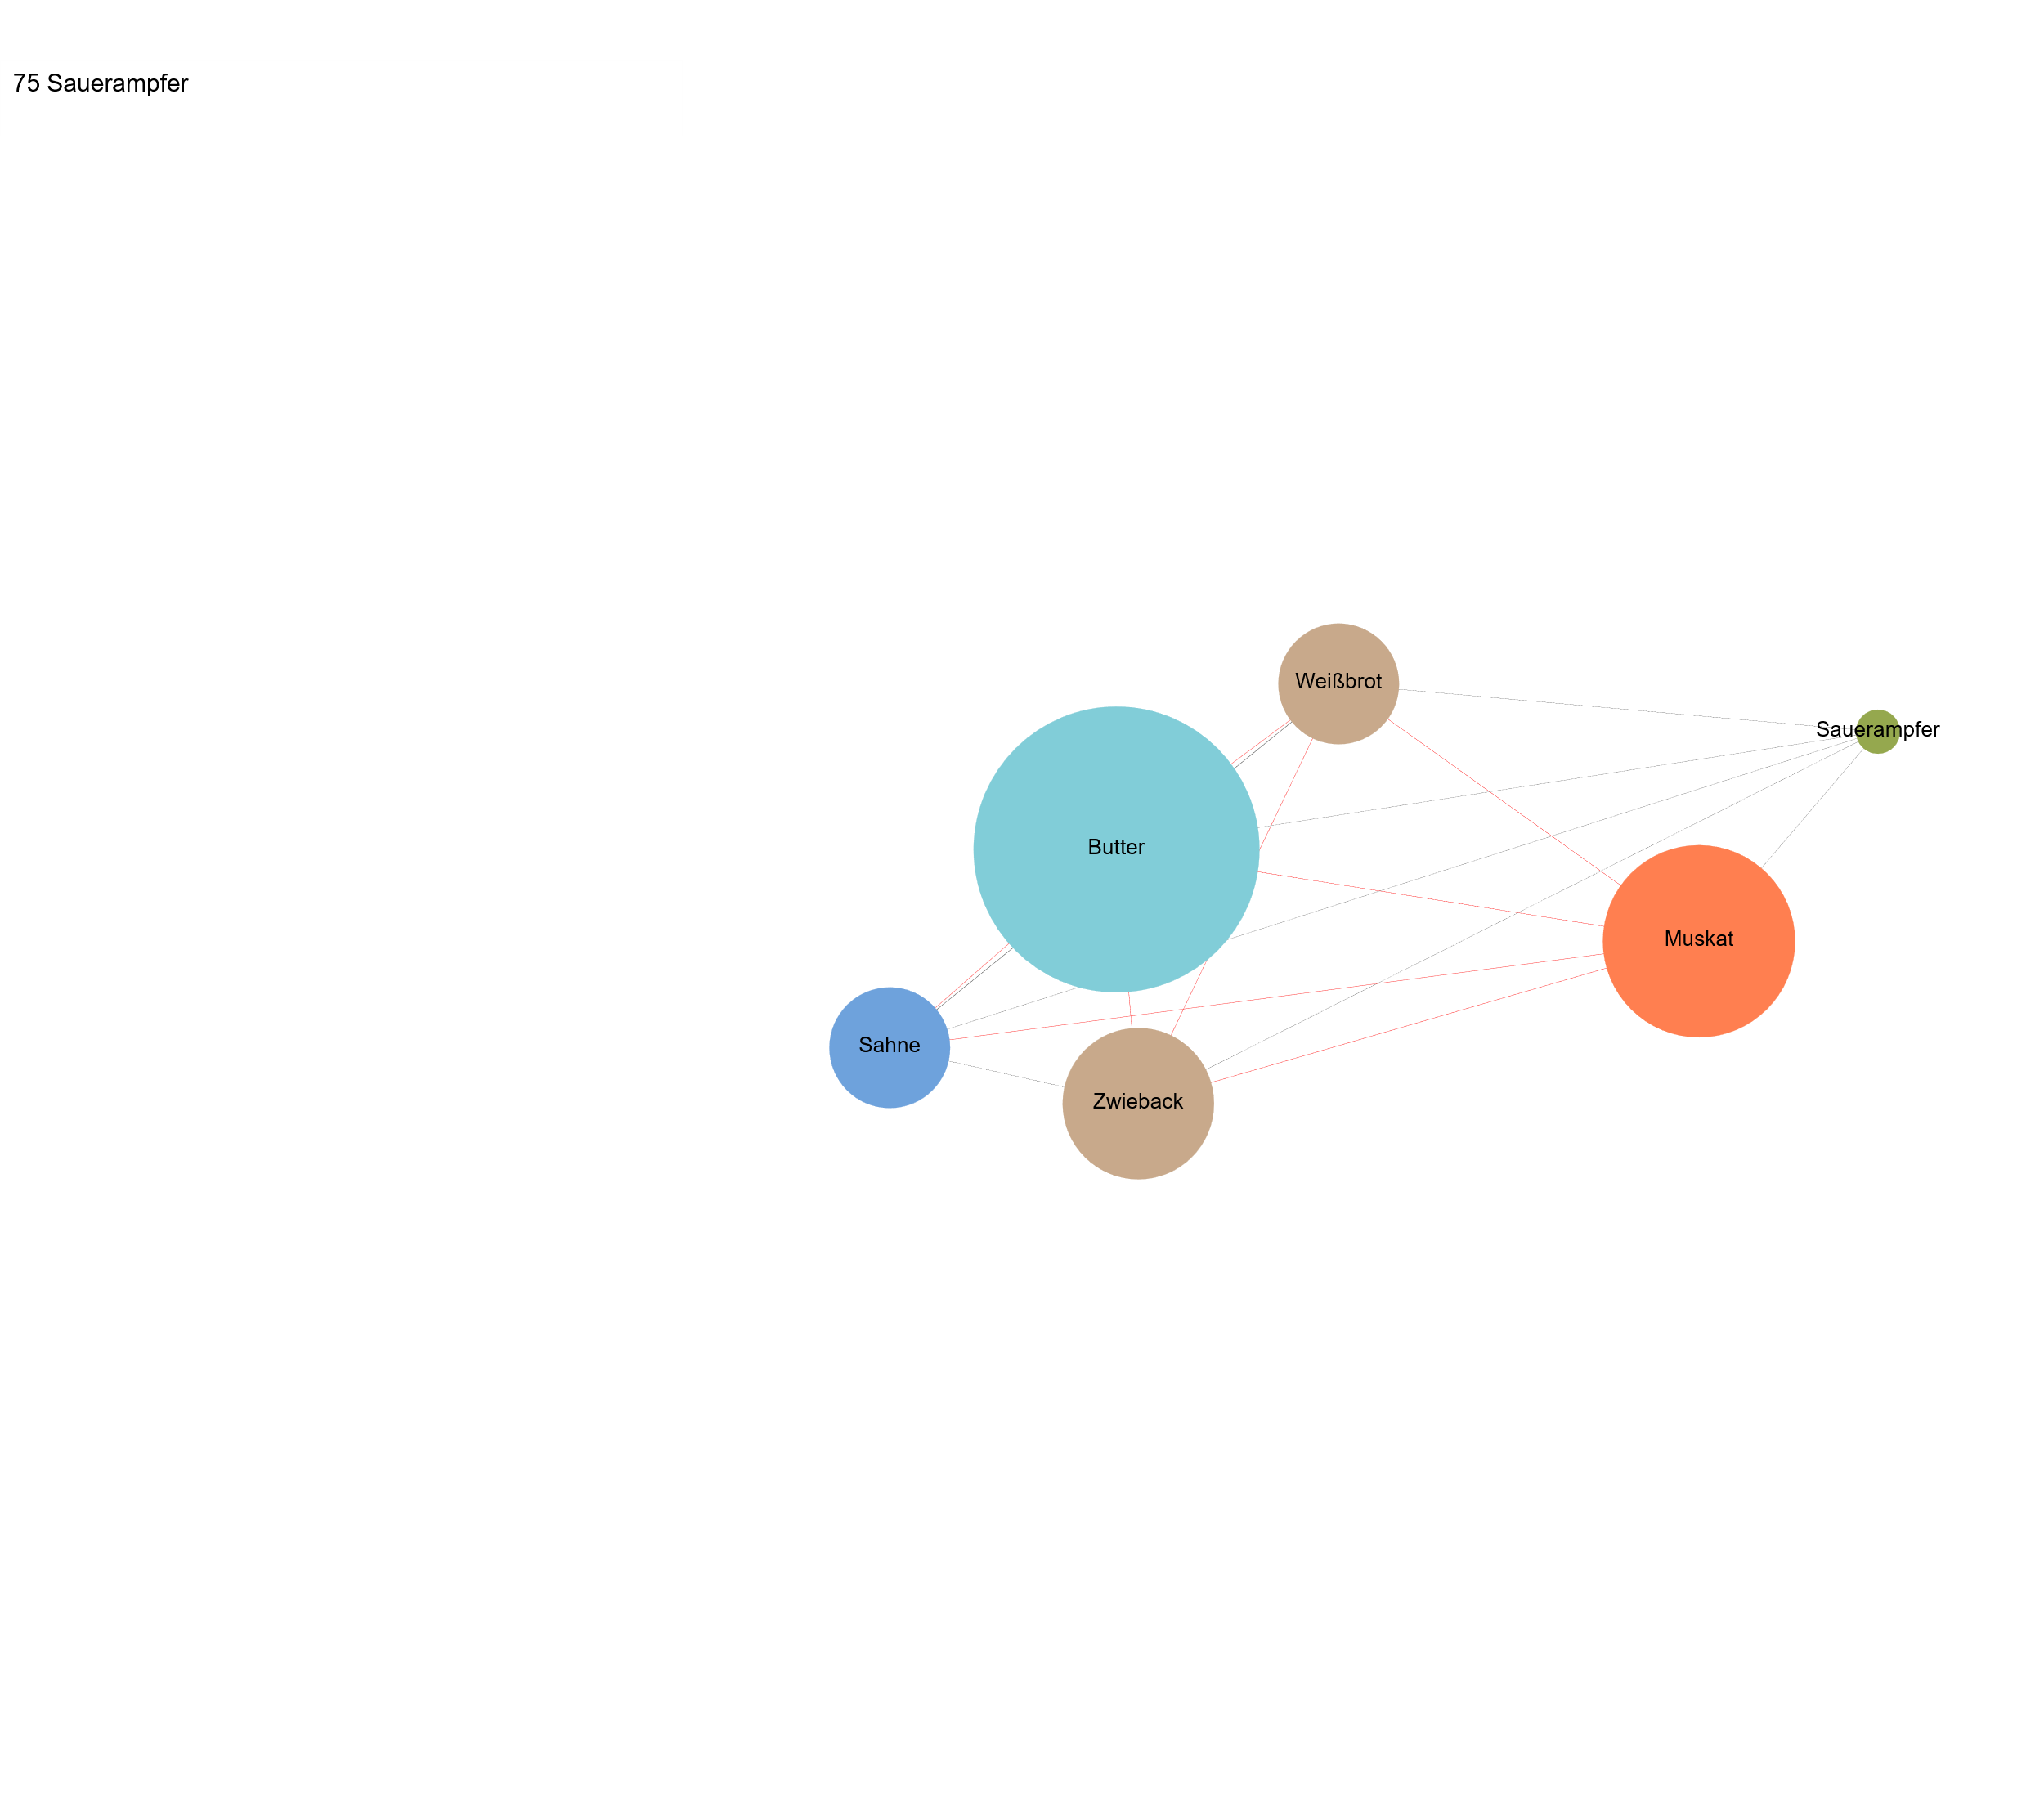 75 Sauerampfer
Weißbrot
Sauerampfer
Butter
Muskat
Sahne
Zwieback